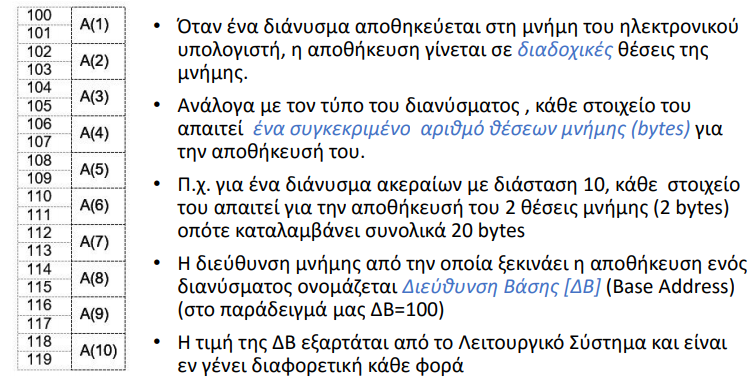 100
101
A(1)
102
103
A(2)
104
105
A(3)
106
107
A(4)
108
109
A(5)
110
111
A(6)
112
113
A(7)
114
115
A(8)
116
117
A(9)
118
119
A(10)
• Όταν ένα διάνυσμα αποθηκεύεται στη μνήμη του ηλεκτρονικού
υπολογιστή, η αποθήκευση γίνεται σε διαδοχικές θέσεις της
μνήμης.
• Ανάλογα με τον τύπο του διανύσματος , κάθε στοιχείο του
απαιτεί ένα συγκεκριμένο αριθμό θέσεων μνήμης (bytes) για
την αποθήκευσή του.
• Π.χ. για ένα διάνυσμα ακεραίων με διάσταση 10, κάθε στοιχείο
του απαιτεί για την αποθήκευσή του 2 θέσεις μνήμης (2 bytes)
οπότε καταλαμβάνει συνολικά 20 bytes
• Η διεύθυνση μνήμης από την οποία ξεκινάει η αποθήκευση ενός
διανύσματος ονομάζεται Διεύθυνση Βάσης [ΔΒ] (Base Address)
(στο παράδειγμά μας ΔΒ=100)
• Η τιμή της ΔΒ εξαρτάται από το Λειτουργικό Σύστημα και είναι
εν γένει διαφορετική κάθε φορά